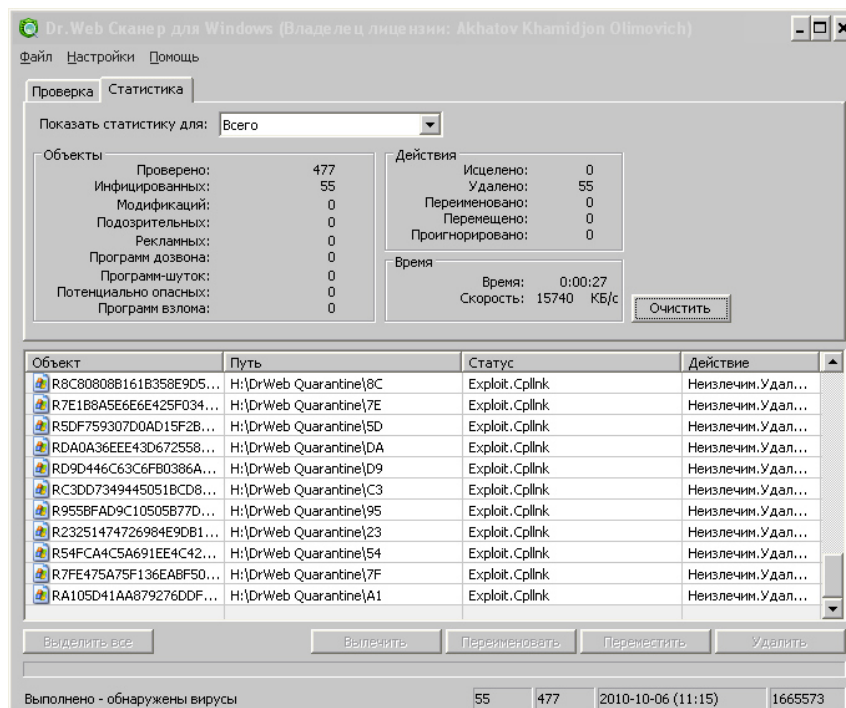 Dr.Web Сканер для Windows (Владелец лицензии: Akhatov Khamidjon Olimovich)
Файл Настройки Помощь
Проверка Статистика
Показать статистику для: Всего
Объекты
Проверено: 477
Инфицированных: 55
Модификаций: 0
Подозрительных: 0
Рекламных: 0
Программ дозвона: 0
Программ-шуток: 0
Потенциально опасных: 0
Программ взлома: 0
Действия
Исцелено: 0
Удалено: 55
Переименовано: 0
Перемещено: 0
Проигнорировано: 0
Время
Время: 0:00:27
Скорость: 15740 КБ/с
Очистить
Объект Путь Статус Действие
R8C80808B161B358E9D5... H:\DrWeb Quarantine\8C Exploit.Cpllnk Неизлечим.Удал...
R7E1B8A5E6E6E425F034... H:\DrWeb Quarantine\7E Exploit.Cpllnk Неизлечим.Удал...
R5DF759307D0AD15F2B... H:\DrWeb Quarantine\5D Exploit.Cpllnk Неизлечим.Удал...
RDA0A36EEE43D672558... H:\DrWeb Quarantine\DA Exploit.Cpllnk Неизлечим.Удал...
RD9D446C63C6FB0386A... H:\DrWeb Quarantine\D9 Exploit.Cpllnk Неизлечим.Удал...
RC3DD7349445051BCD8... H:\DrWeb Quarantine\C3 Exploit.Cpllnk Неизлечим.Удал...
R955BFAD9C10505B77D... H:\DrWeb Quarantine\95 Exploit.Cpllnk Неизлечим.Удал...
R23251474726984E9DB1... H:\DrWeb Quarantine\23 Exploit.Cpllnk Неизлечим.Удал...
R54FCA4C5A691EE4C42... H:\DrWeb Quarantine\54 Exploit.Cpllnk Неизлечим.Удал...
R7FE475A75F136EABF50... H:\DrWeb Quarantine\7F Exploit.Cpllnk Неизлечим.Удал...
RA105D41AA879276DDF... H:\DrWeb Quarantine\A1 Exploit.Cpllnk Неизлечим.Удал...
Выделить все Вылечить Переименовать Переместить Удалить
Выполнено - обнаружены вирусы 55 477 2010-10-06 (11:15) 1665573